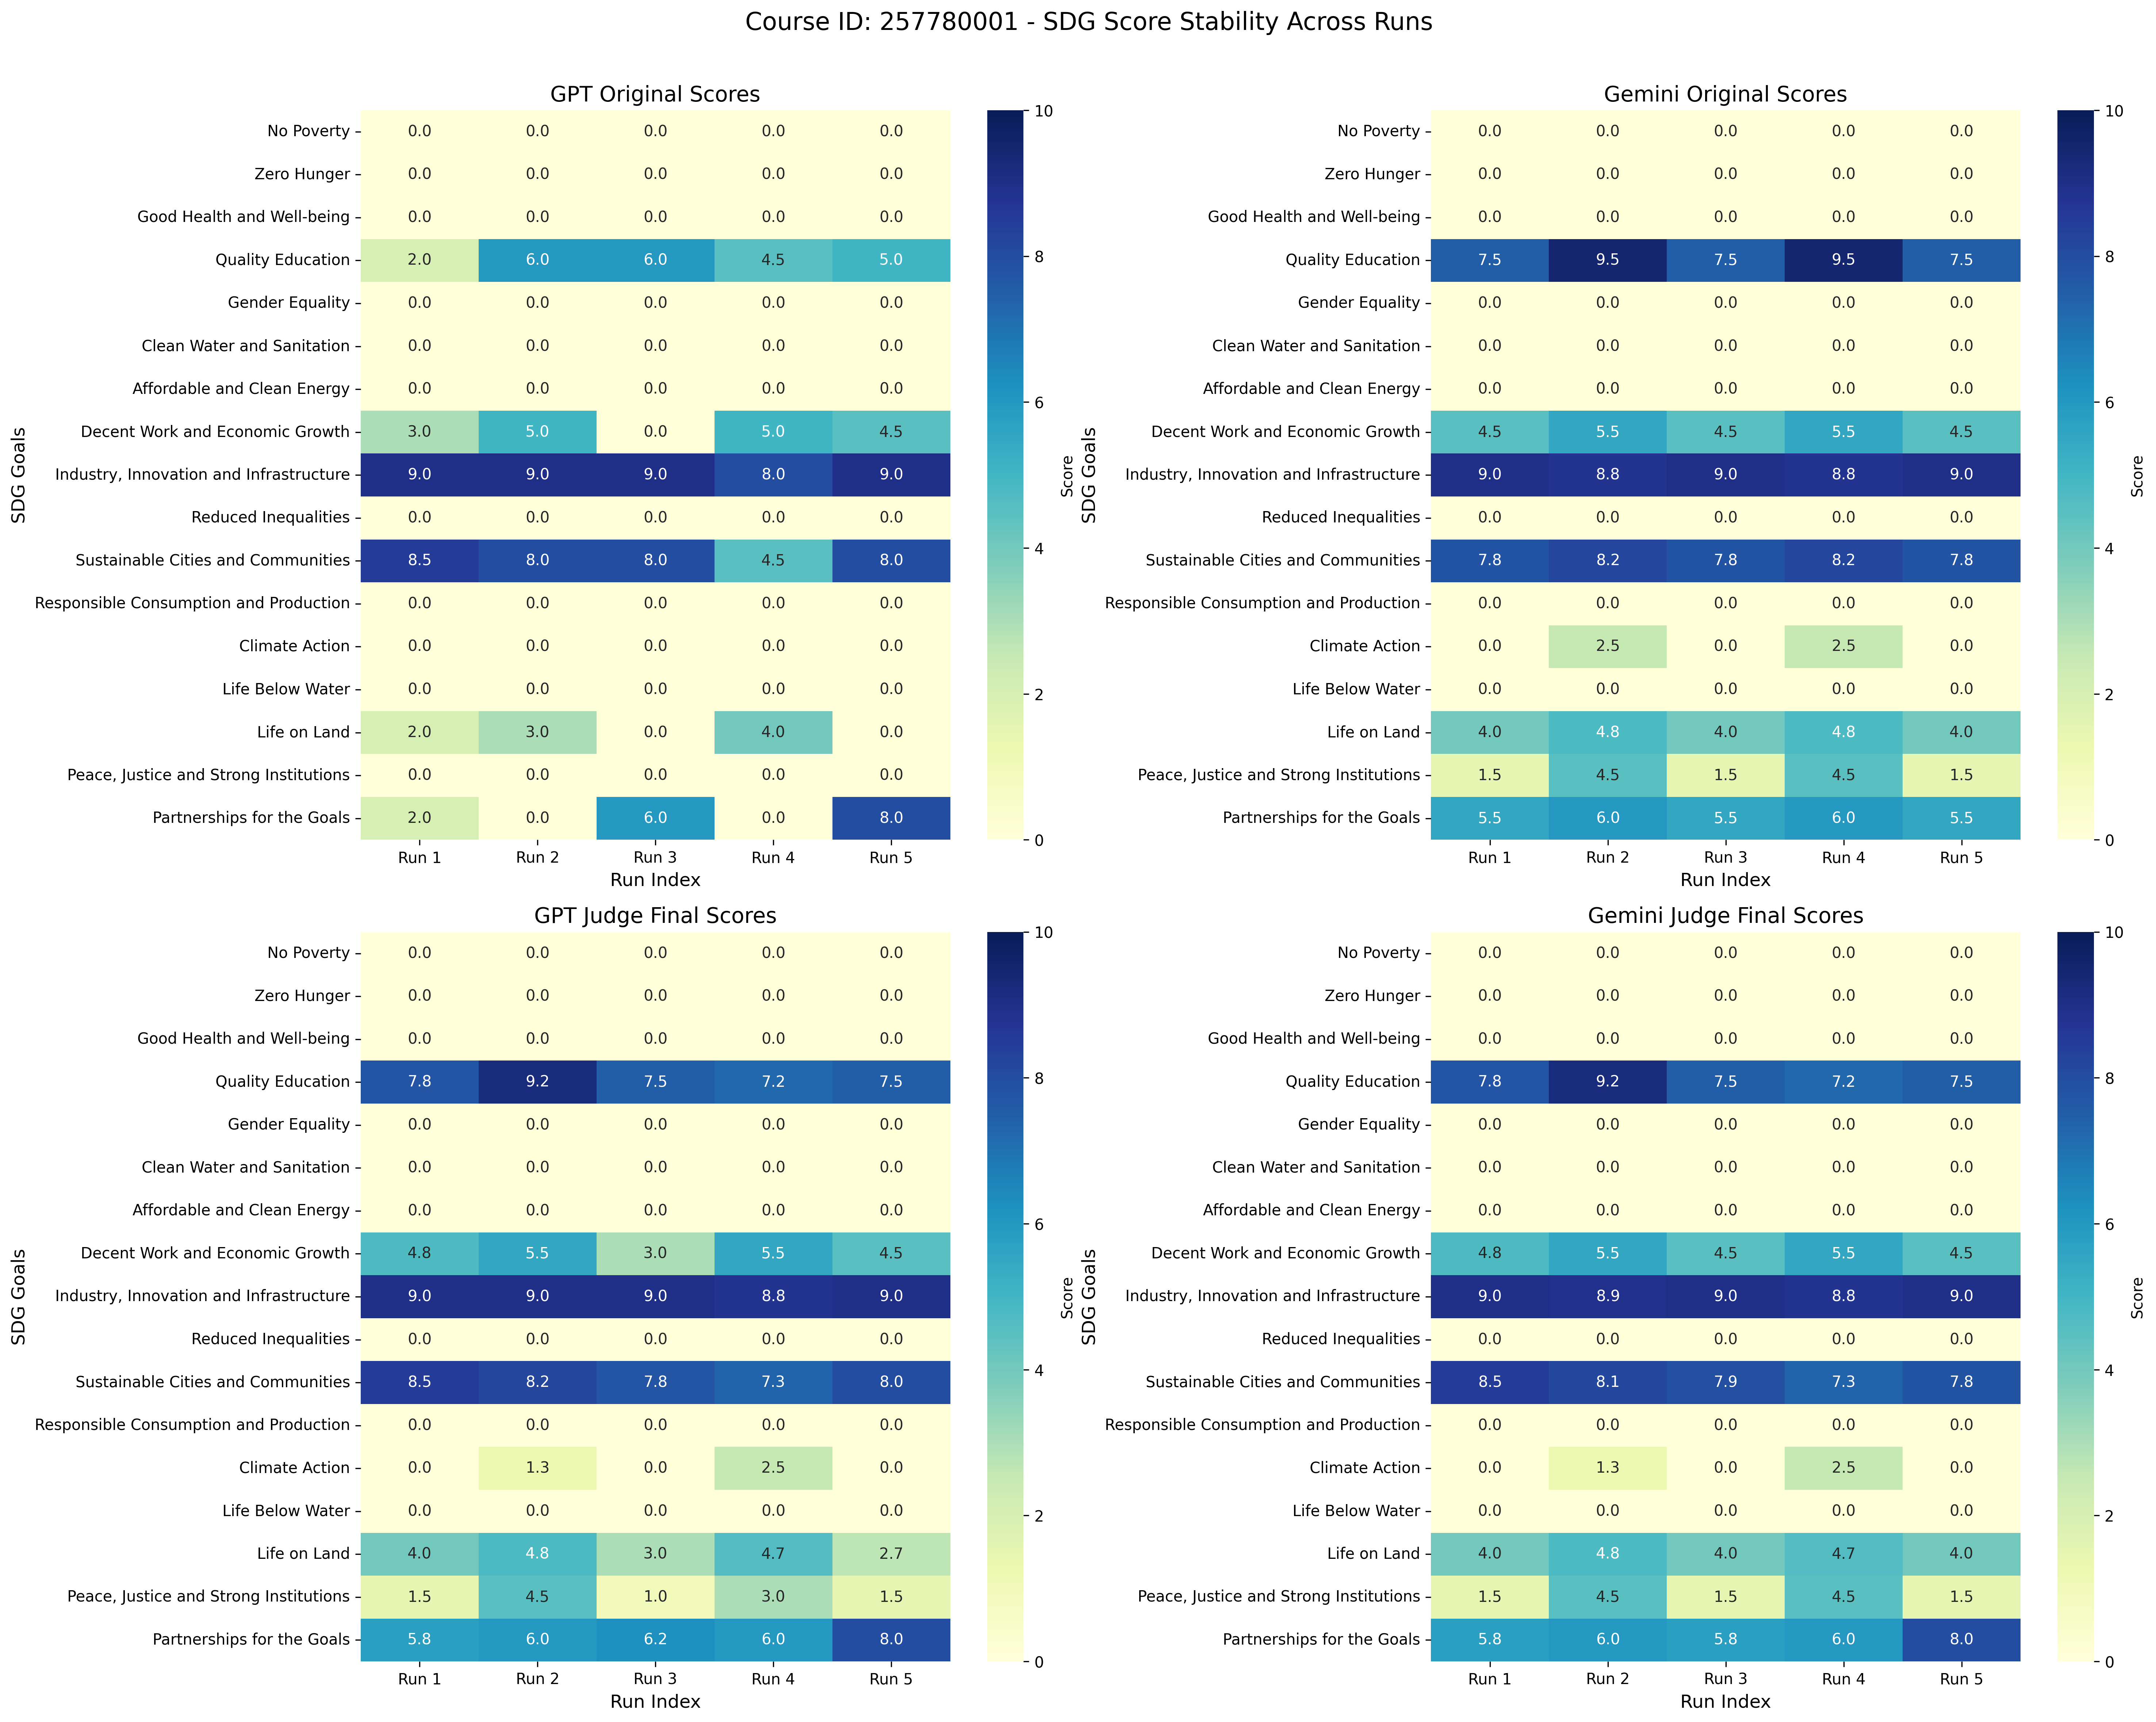 Course ID: 257780001 - SDG Score Stability Across Runs
GPT Original Scores
SDG Goals
No Poverty 0.0 0.0 0.0 0.0 0.0
Zero Hunger 0.0 0.0 0.0 0.0 0.0
Good Health and Well-being 0.0 0.0 0.0 0.0 0.0
Quality Education 2.0 6.0 6.0 4.5 5.0
Gender Equality 0.0 0.0 0.0 0.0 0.0
Clean Water and Sanitation 0.0 0.0 0.0 0.0 0.0
Affordable and Clean Energy 0.0 0.0 0.0 0.0 0.0
Decent Work and Economic Growth 3.0 5.0 0.0 5.0 4.5
Industry, Innovation and Infrastructure 9.0 9.0 9.0 8.0 9.0
Reduced Inequalities 0.0 0.0 0.0 0.0 0.0
Sustainable Cities and Communities 8.5 8.0 8.0 4.5 8.0
Responsible Consumption and Production 0.0 0.0 0.0 0.0 0.0
Climate Action 0.0 0.0 0.0 0.0 0.0
Life Below Water 0.0 0.0 0.0 0.0 0.0
Life on Land 2.0 3.0 0.0 4.0 0.0
Peace, Justice and Strong Institutions 0.0 0.0 0.0 0.0 0.0
Partnerships for the Goals 2.0 0.0 6.0 0.0 8.0
Run 1 Run 2 Run 3 Run 4 Run 5
Run Index
10
8
6
4
2
0
Score
Gemini Original Scores
SDG Goals
No Poverty 0.0 0.0 0.0 0.0 0.0
Zero Hunger 0.0 0.0 0.0 0.0 0.0
Good Health and Well-being 0.0 0.0 0.0 0.0 0.0
Quality Education 7.5 9.5 7.5 9.5 7.5
Gender Equality 0.0 0.0 0.0 0.0 0.0
Clean Water and Sanitation 0.0 0.0 0.0 0.0 0.0
Affordable and Clean Energy 0.0 0.0 0.0 0.0 0.0
Decent Work and Economic Growth 4.5 5.5 4.5 5.5 4.5
Industry, Innovation and Infrastructure 9.0 8.8 9.0 8.8 9.0
Reduced Inequalities 0.0 0.0 0.0 0.0 0.0
Sustainable Cities and Communities 7.8 8.2 7.8 8.2 7.8
Responsible Consumption and Production 0.0 0.0 0.0 0.0 0.0
Climate Action 0.0 2.5 0.0 2.5 0.0
Life Below Water 0.0 0.0 0.0 0.0 0.0
Life on Land 4.0 4.8 4.0 4.8 4.0
Peace, Justice and Strong Institutions 1.5 4.5 1.5 4.5 1.5
Partnerships for the Goals 5.5 6.0 5.5 6.0 5.5
Run 1 Run 2 Run 3 Run 4 Run 5
Run Index
10
8
6
4
2
0
Score
GPT Judge Final Scores
SDG Goals
No Poverty 0.0 0.0 0.0 0.0 0.0
Zero Hunger 0.0 0.0 0.0 0.0 0.0
Good Health and Well-being 0.0 0.0 0.0 0.0 0.0
Quality Education 7.8 9.2 7.5 7.2 7.5
Gender Equality 0.0 0.0 0.0 0.0 0.0
Clean Water and Sanitation 0.0 0.0 0.0 0.0 0.0
Affordable and Clean Energy 0.0 0.0 0.0 0.0 0.0
Decent Work and Economic Growth 4.8 5.5 3.0 5.5 4.5
Industry, Innovation and Infrastructure 9.0 9.0 9.0 8.8 9.0
Reduced Inequalities 0.0 0.0 0.0 0.0 0.0
Sustainable Cities and Communities 8.5 8.2 7.8 7.3 8.0
Responsible Consumption and Production 0.0 0.0 0.0 0.0 0.0
Climate Action 0.0 1.3 0.0 2.5 0.0
Life Below Water 0.0 0.0 0.0 0.0 0.0
Life on Land 4.0 4.8 3.0 4.7 2.7
Peace, Justice and Strong Institutions 1.5 4.5 1.0 3.0 1.5
Partnerships for the Goals 5.8 6.0 6.2 6.0 8.0
Run 1 Run 2 Run 3 Run 4 Run 5
Run Index
10
8
6
4
2
0
Score
Gemini Judge Final Scores
SDG Goals
No Poverty 0.0 0.0 0.0 0.0 0.0
Zero Hunger 0.0 0.0 0.0 0.0 0.0
Good Health and Well-being 0.0 0.0 0.0 0.0 0.0
Quality Education 7.8 9.2 7.5 7.2 7.5
Gender Equality 0.0 0.0 0.0 0.0 0.0
Clean Water and Sanitation 0.0 0.0 0.0 0.0 0.0
Affordable and Clean Energy 0.0 0.0 0.0 0.0 0.0
Decent Work and Economic Growth 4.8 5.5 4.5 5.5 4.5
Industry, Innovation and Infrastructure 9.0 8.9 9.0 8.8 9.0
Reduced Inequalities 0.0 0.0 0.0 0.0 0.0
Sustainable Cities and Communities 8.5 8.1 7.9 7.3 7.8
Responsible Consumption and Production 0.0 0.0 0.0 0.0 0.0
Climate Action 0.0 1.3 0.0 2.5 0.0
Life Below Water 0.0 0.0 0.0 0.0 0.0
Life on Land 4.0 4.8 4.0 4.7 4.0
Peace, Justice and Strong Institutions 1.5 4.5 1.5 4.5 1.5
Partnerships for the Goals 5.8 6.0 5.8 6.0 8.0
Run 1 Run 2 Run 3 Run 4 Run 5
Run Index
10
8
6
4
2
0
Score